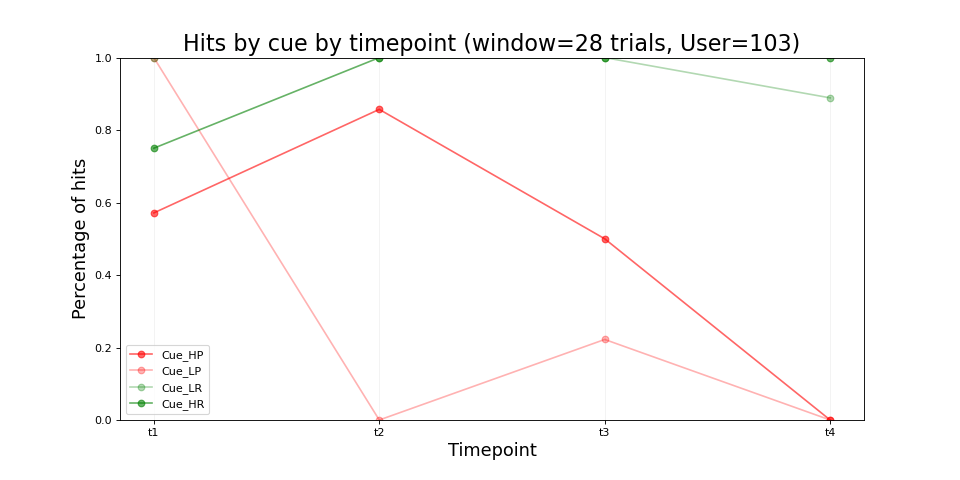 Hits by cue by timepoint (window=28 trials, User=103)
Percentage of hits
1.0
0.8
0.6
0.4
0.2
0.0
Cue_HP
Cue_LP
Cue_LR
Cue_HR
t1
t2
t3
t4
Timepoint